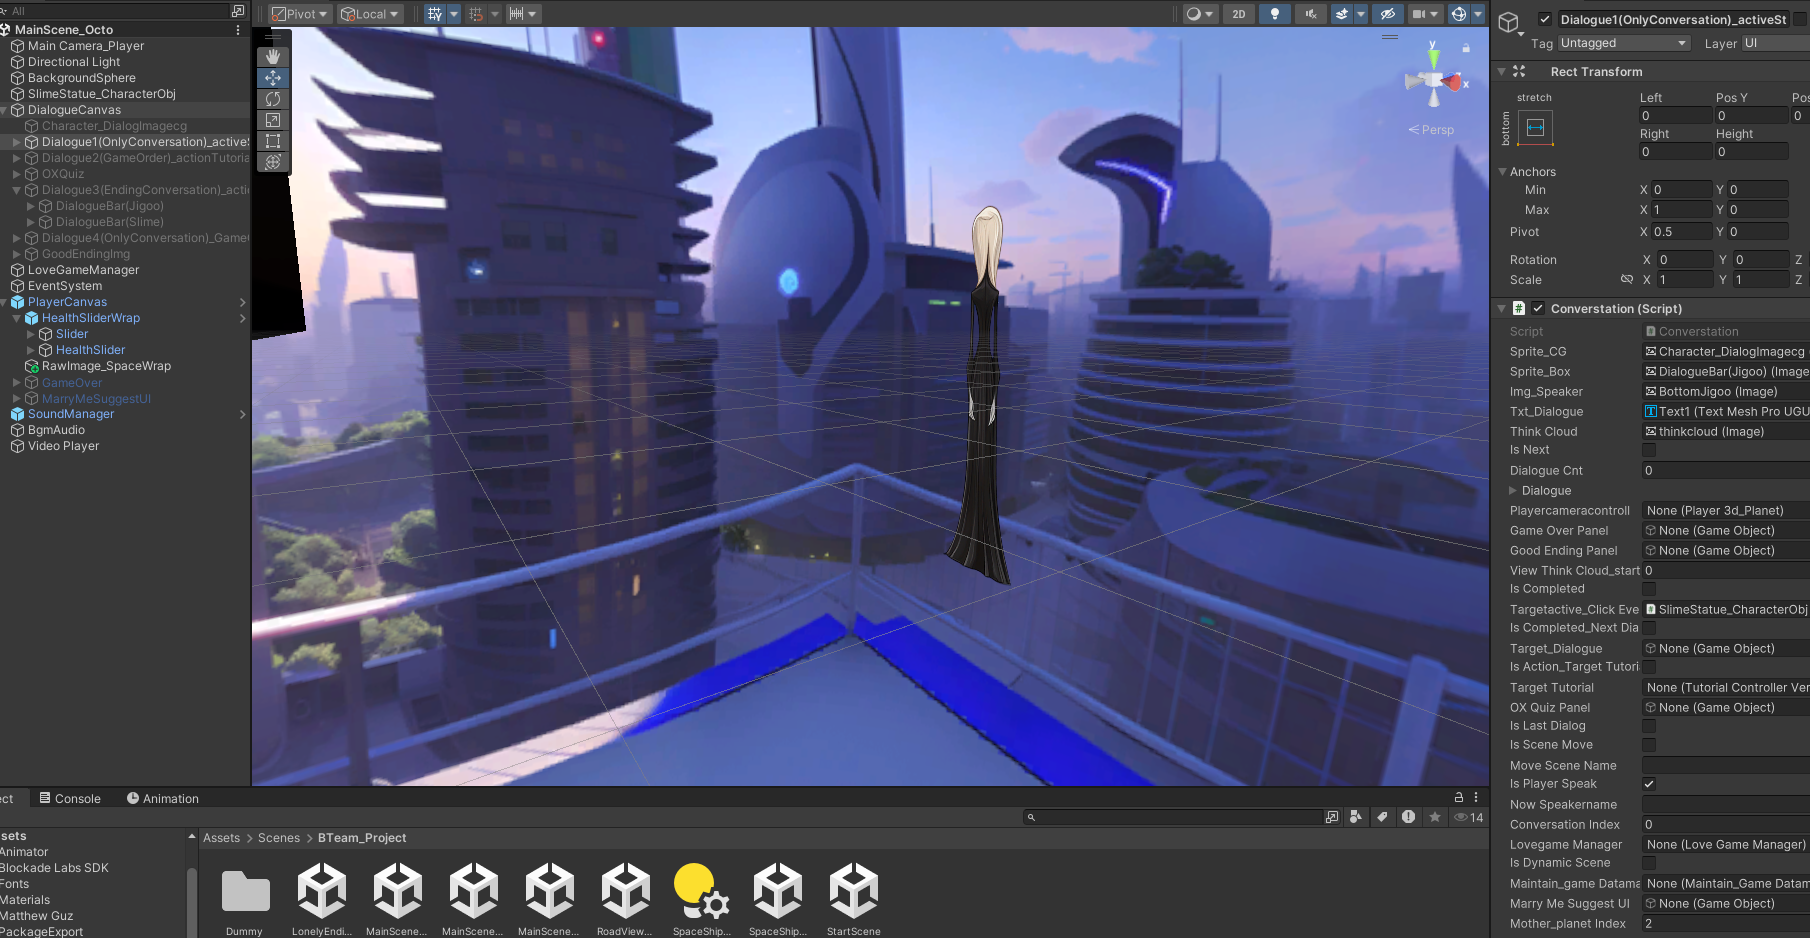 All
Pivot
Local
2D
MainScene_Octo
Main Camera_Player
Directional Light
BackgroundSphere
SlimeStatue_CharacterObj
DialogueCanvas
Character_DialogImagecg
Dialogue1(OnlyConversation)_active
Dialogue2(GameOrder)_actionTutoria
OXQuiz
Dialogue3(EndingConversation)_acti
DialogueBar(Jigoo)
DialogueBar(Slime)
Dialogue4(OnlyConversation)_Game
GoodEndingImg
LoveGameManager
EventSystem
PlayerCanvas
HealthSliderWrap
Slider
HealthSlider
RawImage_SpaceWrap
GameOver
MarryMeSuggestUI
SoundManager
BgmAudio
Video Player
y
x
Persp
Dialogue1(OnlyConversation)_activeSt
Tag Untagged Layer UI
Rect Transform
stretch
bottom
Left Pos Y Pos
0 0 0
Right Height
0 0
Anchors
Min X 0 Y 0
Max X 1 Y 0
Pivot X 0.5 Y 0
Rotation X 0 Y 0 Z
Scale X 1 Y 1 Z
Converstation (Script)
Script Converstation
Sprite_CG Character_DialogImagecg
Sprite_Box DialogueBar(Jigoo) (Image
Img_Speaker BottomJigoo (Image)
Txt_Dialogue Text1 (Text Mesh Pro UGU
Think Cloud thinkcloud (Image)
Is Next
Dialogue Cnt 0
Dialogue
Playercameracontroll None (Player 3d_Planet)
Game Over Panel None (Game Object)
Good Ending Panel None (Game Object)
View Think Cloud_start 0
Is Completed
Targetactive_Click Eve SlimeStatue_CharacterObj
Is Completed_Next Dia
Target_Dialogue None (Game Object)
Is Action_Target Tutori
Target Tutorial None (Tutorial Controller Ver
OX Quiz Panel None (Game Object)
Is Last Dialog
Is Scene Move
Move Scene Name
Is Player Speak
Now Speakername
Conversation Index 0
Lovegame Manager None (Love Game Manager)
Is Dynamic Scene
Maintain_game Datama None (Maintain_Game Datam
Marry Me Suggest UI None (Game Object)
Mother_planet Index 2
ect Console Animation
14
sets
Animator
Blockade Labs SDK
Fonts
Materials
Matthew Guz
PackageExport
Assets > Scenes > BTeam_Project
Dummy LonelyEndi... MainScene... MainScene... MainScene... RoadView... SpaceShip... SpaceShip... StartScene